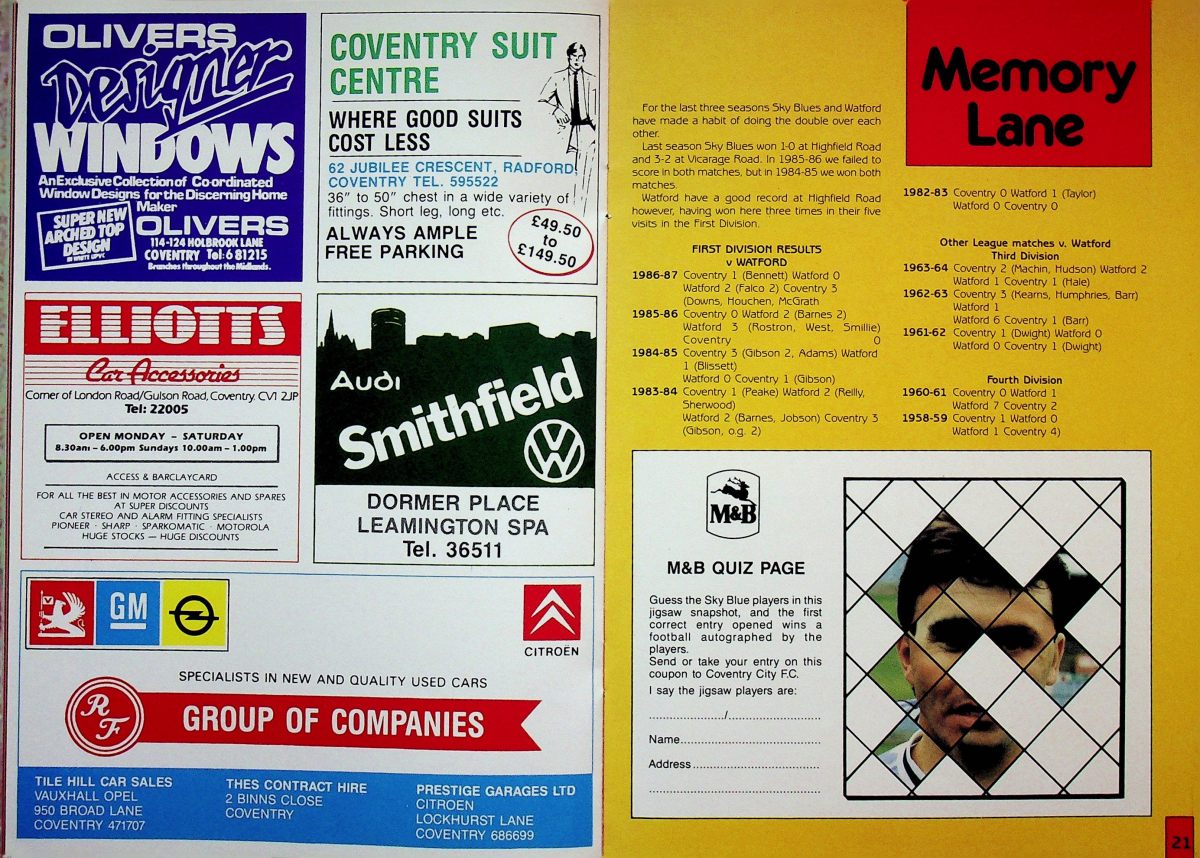 OLIVERS
Designer
WINDOWS
An Exclusive Collection of Co-ordinated
Window Designs for the Discerning Home
Maker
SUPER NEW
ARCHED TOP
DESIGN
IN WHITE UPVC
OLIVERS
114-124 HOLBROOK LANE
COVENTRY Tel: 681215
Branches throughout the Midlands.
COVENTRY SUIT
CENTRE
WHERE GOOD SUITS
COST LESS
62 JUBILEE CRESCENT, RADFORD,
COVENTRY TEL. 595522
36" to 50" chest in a wide variety of
fittings. Short leg, long etc.
ALWAYS AMPLE
FREE PARKING
£49.50
to
£149.50
ELLIOTTS
Car Accessories
Corner of London Road/Gulson Road, Coventry. CV1 2JP
Tel: 22005
OPEN MONDAY – SATURDAY
8.30am – 6.00pm Sundays 10.00am – 1.00pm
ACCESS & BARCLAYCARD
FOR ALL THE BEST IN MOTOR ACCESSORIES AND SPARES
AT SUPER DISCOUNTS
CAR STEREO AND ALARM FITTING SPECIALISTS
PIONEER · SHARP · SPARKOMATIC · MOTOROLA
HUGE STOCKS — HUGE DISCOUNTS
Audi
Smithfield
DORMER PLACE
LEAMINGTON SPA
Tel. 36511
GM
CITROËN
SPECIALISTS IN NEW AND QUALITY USED CARS
RF
GROUP OF COMPANIES
TILE HILL CAR SALES
VAUXHALL OPEL
950 BROAD LANE
COVENTRY 471707
THES CONTRACT HIRE
2 BINNS CLOSE
COVENTRY
PRESTIGE GARAGES LTD
CITROEN
LOCKHURST LANE
COVENTRY 686699
Memory
Lane
For the last three seasons Sky Blues and Watford
have made a habit of doing the double over each
other.
Last season Sky Blues won 1-0 at Highfield Road
and 3-2 at Vicarage Road. In 1985-86 we failed to
score in both matches, but in 1984-85 we won both
matches.
Watford have a good record at Highfield Road
however, having won here three times in their five
visits in the First Division.
FIRST DIVISION RESULTS
v WATFORD
1986-87 Coventry 1 (Bennett) Watford 0
Watford 2 (Falco 2) Coventry 3
(Downs, Houchen, McGrath
1985-86 Coventry 0 Watford 2 (Barnes 2)
Watford 3 (Rostron, West, Smillie)
Coventry 0
1984-85 Coventry 3 (Gibson 2, Adams) Watford
1 (Blissett)
Watford 0 Coventry 1 (Gibson)
1983-84 Coventry 1 (Peake) Watford 2 (Reilly,
Sherwood)
Watford 2 (Barnes, Jobson) Coventry 3
(Gibson, o.g. 2)
1982-83 Coventry 0 Watford 1 (Taylor)
Watford 0 Coventry 0
Other League matches v. Watford
Third Division
1963-64 Coventry 2 (Machin, Hudson) Watford 2
Watford 1 Coventry 1 (Hale)
1962-63 Coventry 3 (Kearns, Humphries, Barr)
Watford 1
Watford 6 Coventry 1 (Barr)
1961-62 Coventry 1 (Dwight) Watford 0
Watford 0 Coventry 1 (Dwight)
Fourth Division
1960-61 Coventry 0 Watford 1
Watford 7 Coventry 2
1958-59 Coventry 1 Watford 0
Watford 1 Coventry 4)
M&B
M&B QUIZ PAGE
Guess the Sky Blue players in this
jigsaw snapshot, and the first
correct entry opened wins a
football autographed by the
players.
Send or take your entry on this
coupon to Coventry City F.C.
I say the jigsaw players are:
..................../........................
Name....................................
Address.................................
21